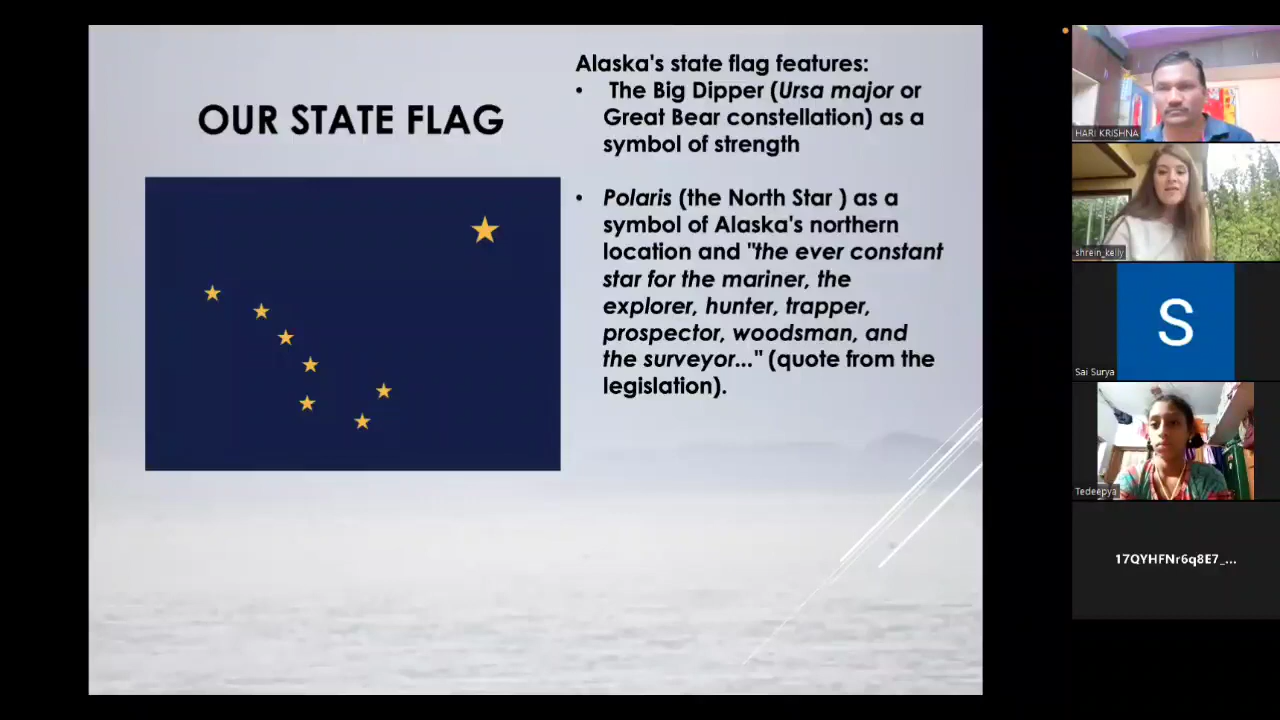 OUR STATE FLAG
Alaska's state flag features:
• The Big Dipper (Ursa major or
Great Bear constellation) as a
symbol of strength
• Polaris (the North Star ) as a
symbol of Alaska's northern
location and "the ever constant
star for the mariner, the
explorer, hunter, trapper,
prospector, woodsman, and
the surveyor..." (quote from the
legislation).
HARI KRISHNA
shrein_kelly
S
Sai Surya
Tedeepya
17QYHFNr6q8E7_...